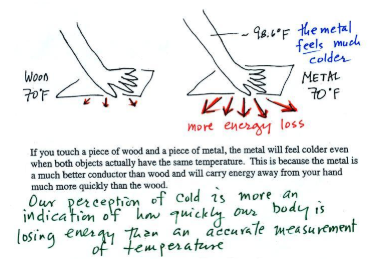 ~ 98.6°F
the metal
feels much
colder
WOOD
70°F
METAL
70°F
more energy loss
If you touch a piece of wood and a piece of metal, the metal will feel colder even
when both objects actually have the same temperature. This is because the metal is
a much better conductor than wood and will carry energy away from your hand
much more quickly than the wood.
Our perception of cold is more an
indication of how quickly our body is
losing energy than an accurate measurement
of temperature